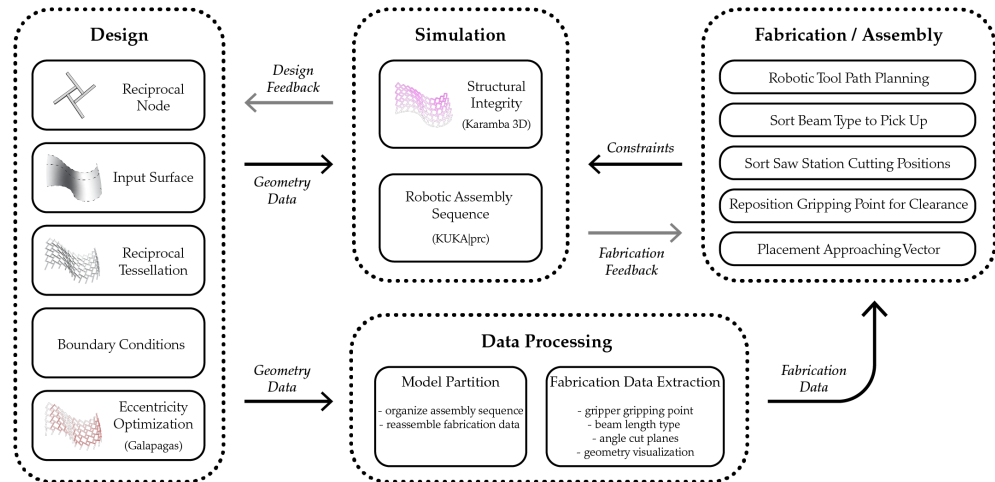 Design
Reciprocal
Node
Input Surface
Reciprocal
Tessellation
Boundary Conditions
Eccentricity
Optimization
(Galapagas)
Design
Feedback
Geometry
Data
Geometry
Data
Simulation
Structural
Integrity
(Karamba 3D)
Robotic Assembly
Sequence
(KUKA|prc)
Constraints
Fabrication
Feedback
Fabrication / Assembly
Robotic Tool Path Planning
Sort Beam Type to Pick Up
Sort Saw Station Cutting Positions
Reposition Gripping Point for Clearance
Placement Approaching Vector
Data Processing
Model Partition
- organize assembly sequence
- reassemble fabrication data
Fabrication Data Extraction
- gripper gripping point
- beam length type
- angle cut planes
- geometry visualization
Fabrication
Data